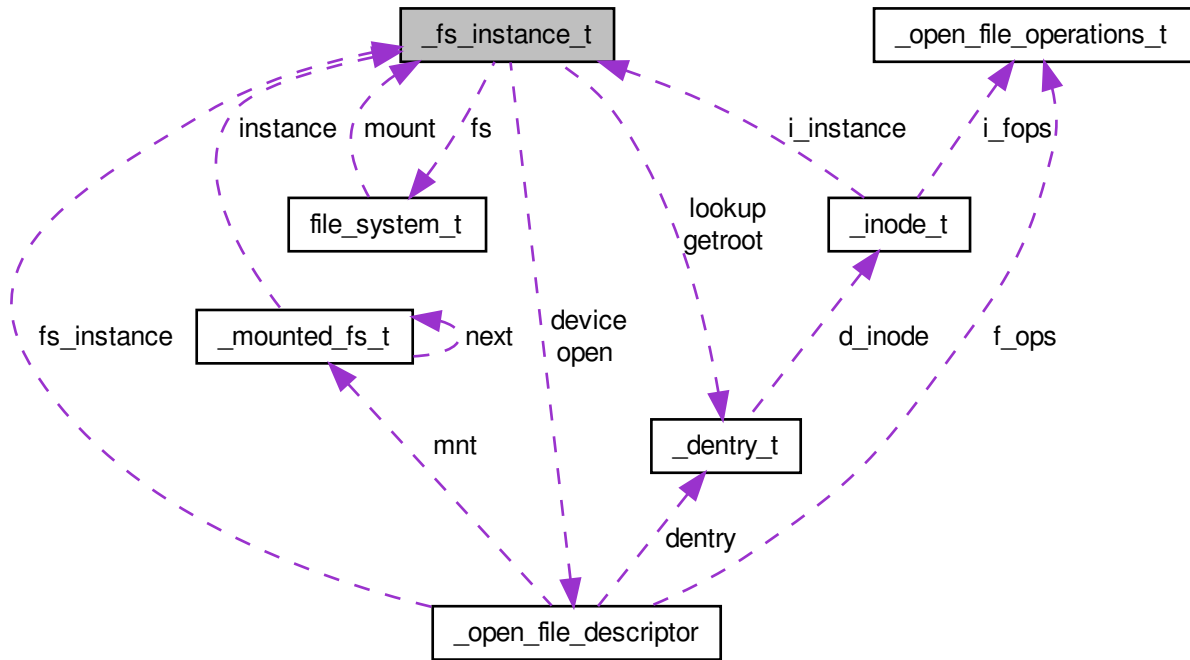 _fs_instance_t
_open_file_operations_t
instance
mount
fs
i_instance
i_fops
lookup
getroot
file_system_t
_inode_t
fs_instance
_mounted_fs_t
next
device
open
d_inode
f_ops
mnt
_dentry_t
dentry
_open_file_descriptor